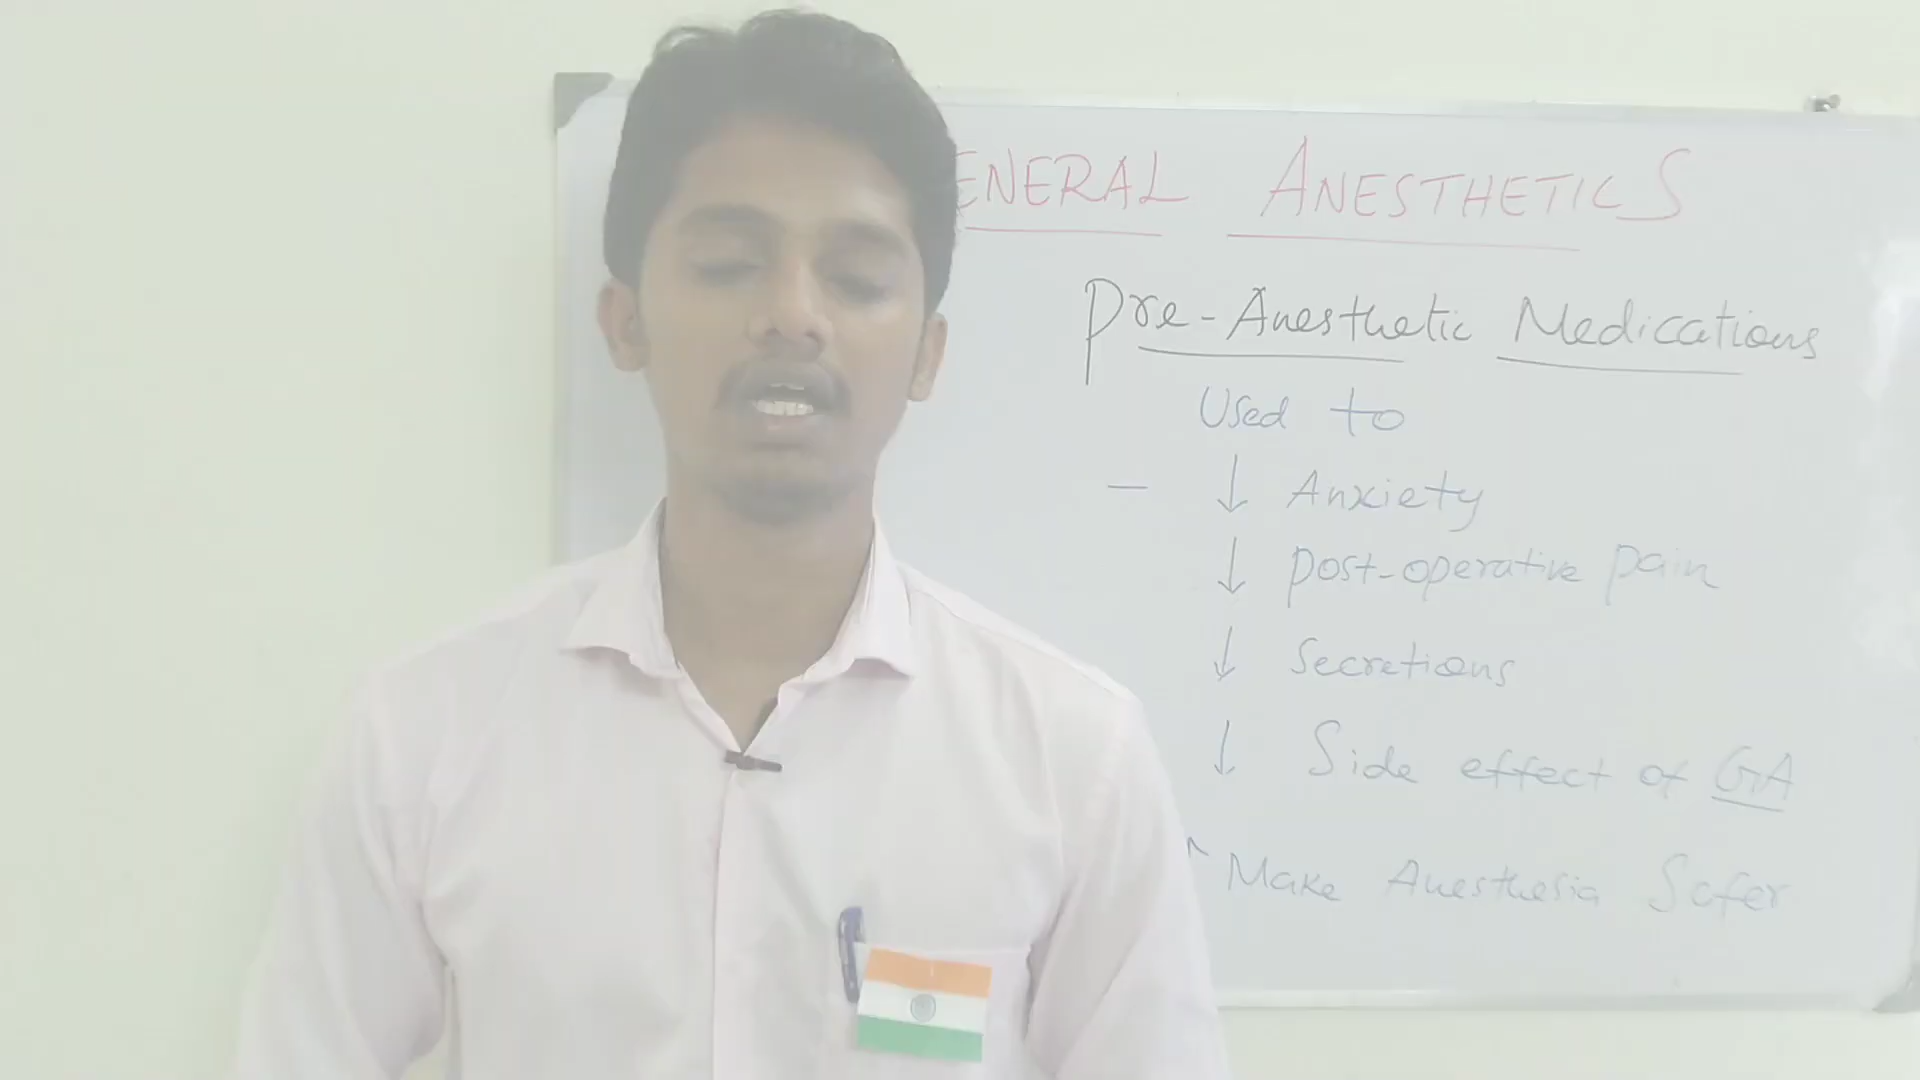 ENERAL ANESTHETICS
Pre-Anesthetic Medications
Used to
- ↓ Anxiety
↓ post-operative pain
↓ Secretions
↓ Side effect of GA
Make Anesthesia Safer